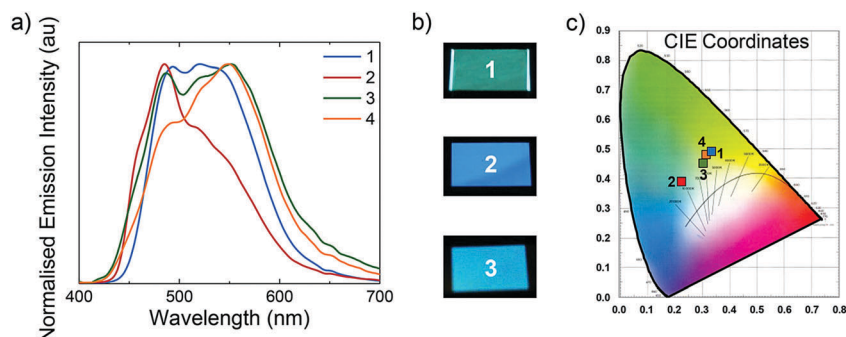 a)
Normalised Emission Intensity (au)
1
2
3
4
400 500 600 700
Wavelength (nm)
b)
1
2
3
c)
CIE Coordinates
0.9
0.8
0.7
0.6
0.5
0.4
0.3
0.2
0.1
0.0
4
1
3
2
0.0 0.1 0.2 0.3 0.4 0.5 0.6 0.7 0.8